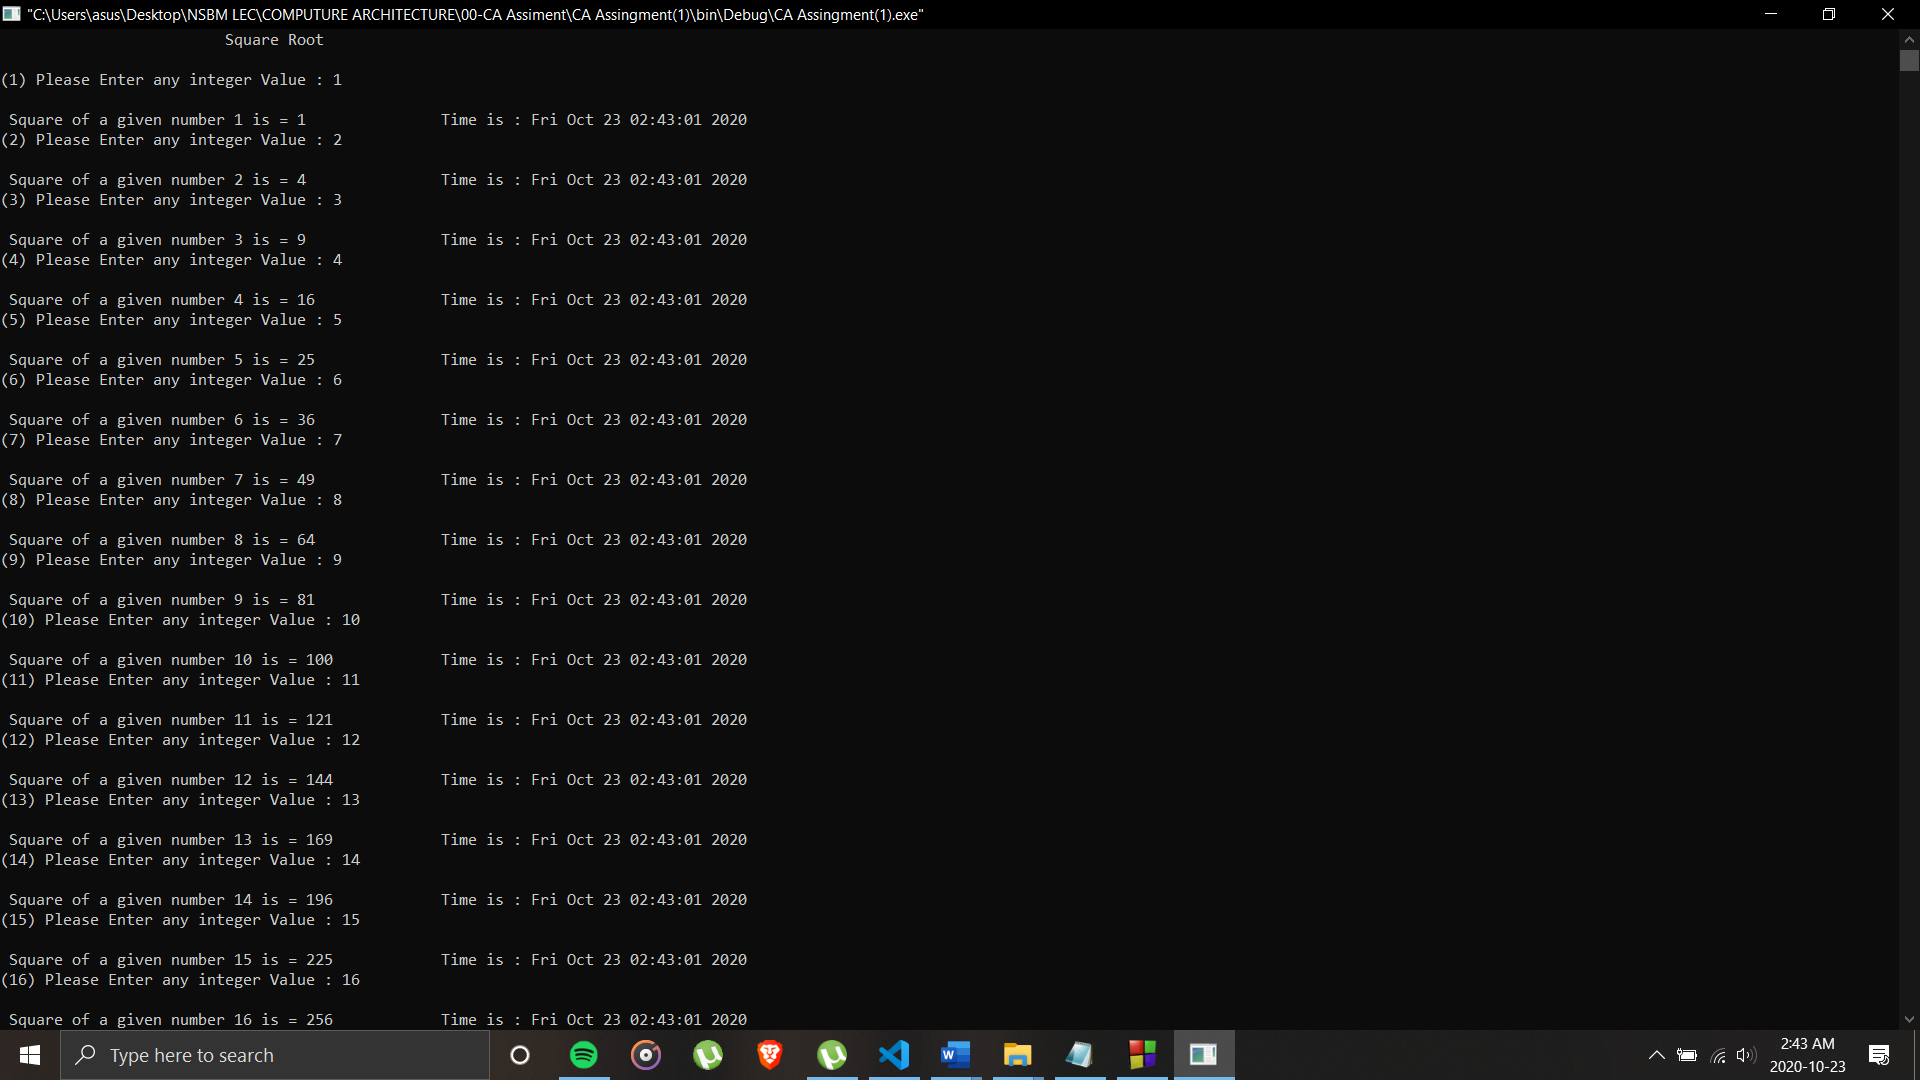 "C:\Users\asus\Desktop\NSBM LEC\COMPUTURE ARCHITECTURE\00-CA Assiment\CA Assingment(1)\bin\Debug\CA Assingment(1).exe"
Square Root
(1) Please Enter any integer Value : 1
Square of a given number 1 is = 1 Time is : Fri Oct 23 02:43:01 2020
(2) Please Enter any integer Value : 2
Square of a given number 2 is = 4 Time is : Fri Oct 23 02:43:01 2020
(3) Please Enter any integer Value : 3
Square of a given number 3 is = 9 Time is : Fri Oct 23 02:43:01 2020
(4) Please Enter any integer Value : 4
Square of a given number 4 is = 16 Time is : Fri Oct 23 02:43:01 2020
(5) Please Enter any integer Value : 5
Square of a given number 5 is = 25 Time is : Fri Oct 23 02:43:01 2020
(6) Please Enter any integer Value : 6
Square of a given number 6 is = 36 Time is : Fri Oct 23 02:43:01 2020
(7) Please Enter any integer Value : 7
Square of a given number 7 is = 49 Time is : Fri Oct 23 02:43:01 2020
(8) Please Enter any integer Value : 8
Square of a given number 8 is = 64 Time is : Fri Oct 23 02:43:01 2020
(9) Please Enter any integer Value : 9
Square of a given number 9 is = 81 Time is : Fri Oct 23 02:43:01 2020
(10) Please Enter any integer Value : 10
Square of a given number 10 is = 100 Time is : Fri Oct 23 02:43:01 2020
(11) Please Enter any integer Value : 11
Square of a given number 11 is = 121 Time is : Fri Oct 23 02:43:01 2020
(12) Please Enter any integer Value : 12
Square of a given number 12 is = 144 Time is : Fri Oct 23 02:43:01 2020
(13) Please Enter any integer Value : 13
Square of a given number 13 is = 169 Time is : Fri Oct 23 02:43:01 2020
(14) Please Enter any integer Value : 14
Square of a given number 14 is = 196 Time is : Fri Oct 23 02:43:01 2020
(15) Please Enter any integer Value : 15
Square of a given number 15 is = 225 Time is : Fri Oct 23 02:43:01 2020
(16) Please Enter any integer Value : 16
Square of a given number 16 is = 256 Time is : Fri Oct 23 02:43:01 2020
Type here to search
2:43 AM
2020-10-23